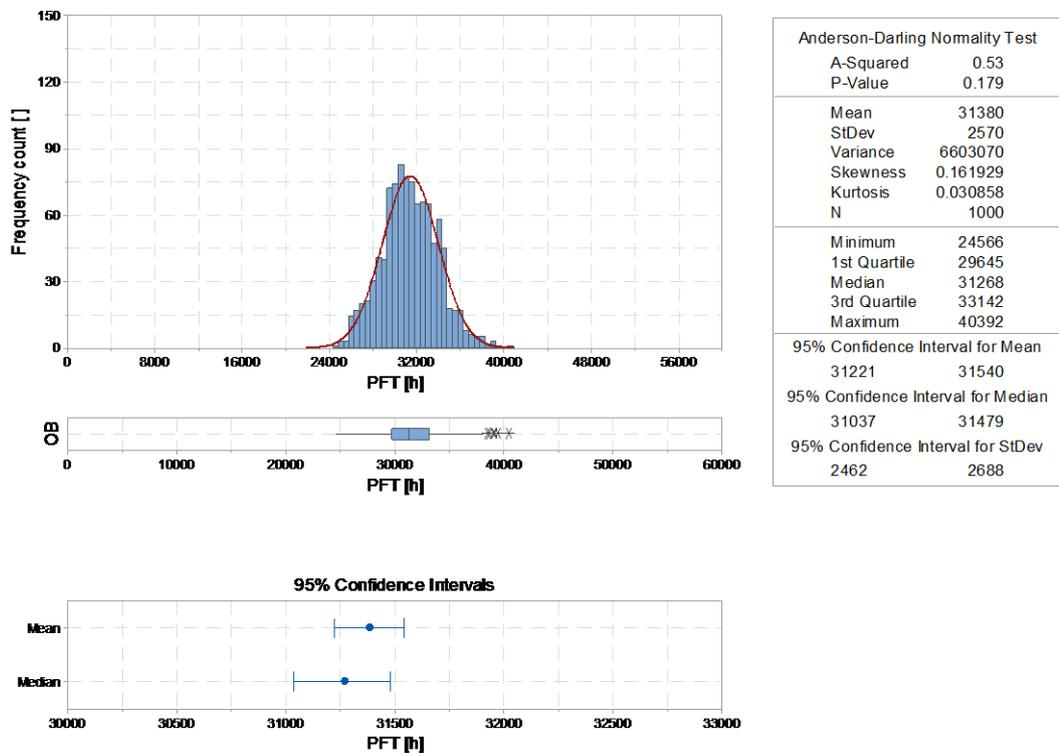 150
120
90
60
30
0
Frequency count [ ]
0 8000 16000 24000 32000 40000 48000 56000
PFT [h]
OB
0 10000 20000 30000 40000 50000 60000
PFT [h]
Anderson-Darling Normality Test
A-Squared 0.53
P-Value 0.179
Mean 31380
StDev 2570
Variance 6603070
Skewness 0.161929
Kurtosis 0.030858
N 1000
Minimum 24566
1st Quartile 29645
Median 31268
3rd Quartile 33142
Maximum 40392
95% Confidence Interval for Mean
31221 31540
95% Confidence Interval for Median
31037 31479
95% Confidence Interval for StDev
2462 2688
95% Confidence Intervals
Mean
Median
30000 30500 31000 31500 32000 32500 33000
PFT [h]